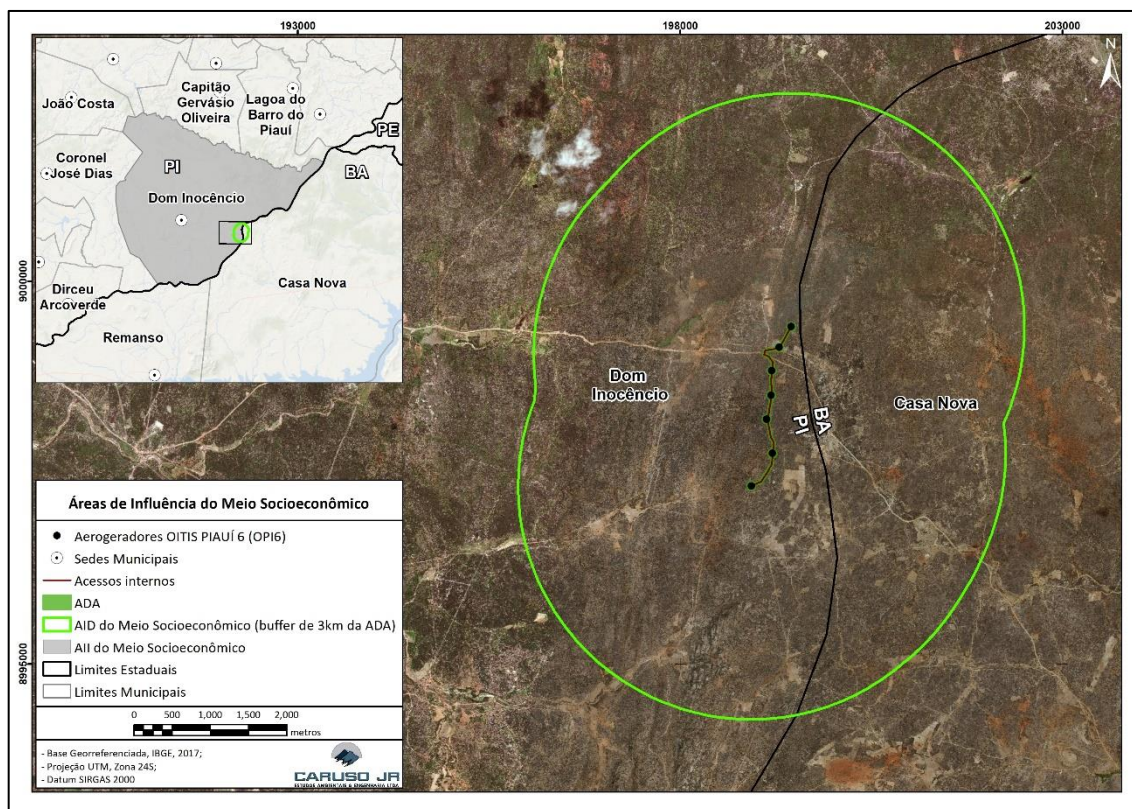 193000
198000
203000
N
João Costa
Capitão
Gervásio
Oliveira
Lagoa do
Barro do
Piauí
PE
Coronel
José Dias
PI
BA
Dom Inocêncio
Casa Nova
Dirceu
Arcoverde
Remanso
9000000
8995000
Dom
Inocêncio
BA
PI
Casa Nova
Áreas de Influência do Meio Socioeconômico
Aerogeradores OITIS PIAUÍ 6 (OPI6)
Sedes Municipais
Acessos internos
ADA
AID do Meio Socioeconômico (buffer de 3km da ADA)
AII do Meio Socioeconômico
Limites Estaduais
Limites Municipais
0 500 1,000 1,500 2,000
metros
- Base Georreferenciada, IBGE, 2017;
- Projeção UTM, Zona 24S;
- Datum SIRGAS 2000
CARUSO JR
ESTUDOS AMBIENTAIS & ENGENHARIA LTDA